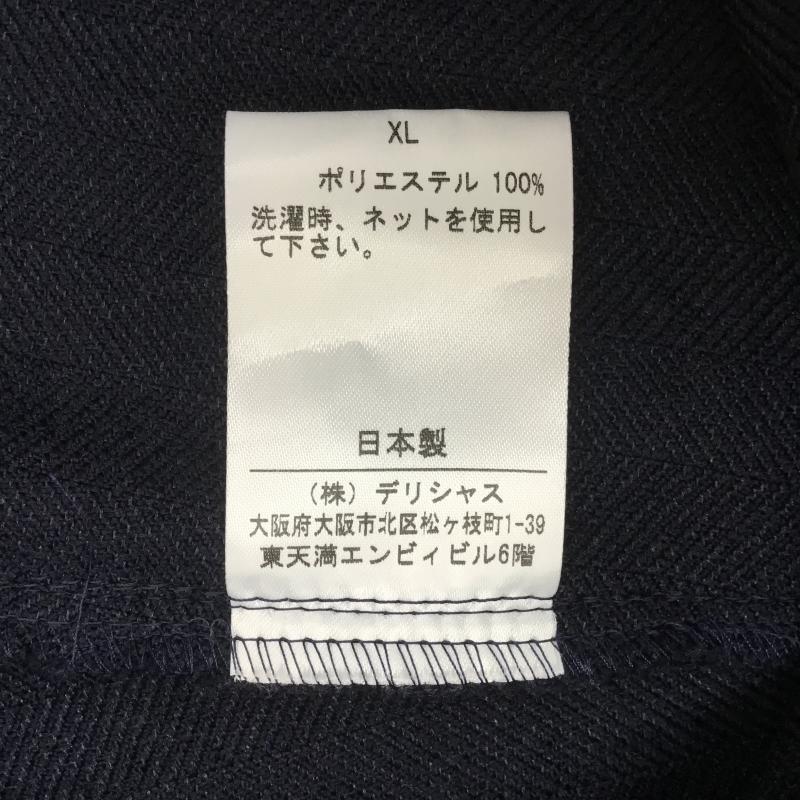 XL
ポリエステル 100%
洗濯時、ネットを使用し
て下さい。
日本製
(株) デリシャス
大阪府大阪市北区松ヶ枝町1-39
東天満エンビィビル6階